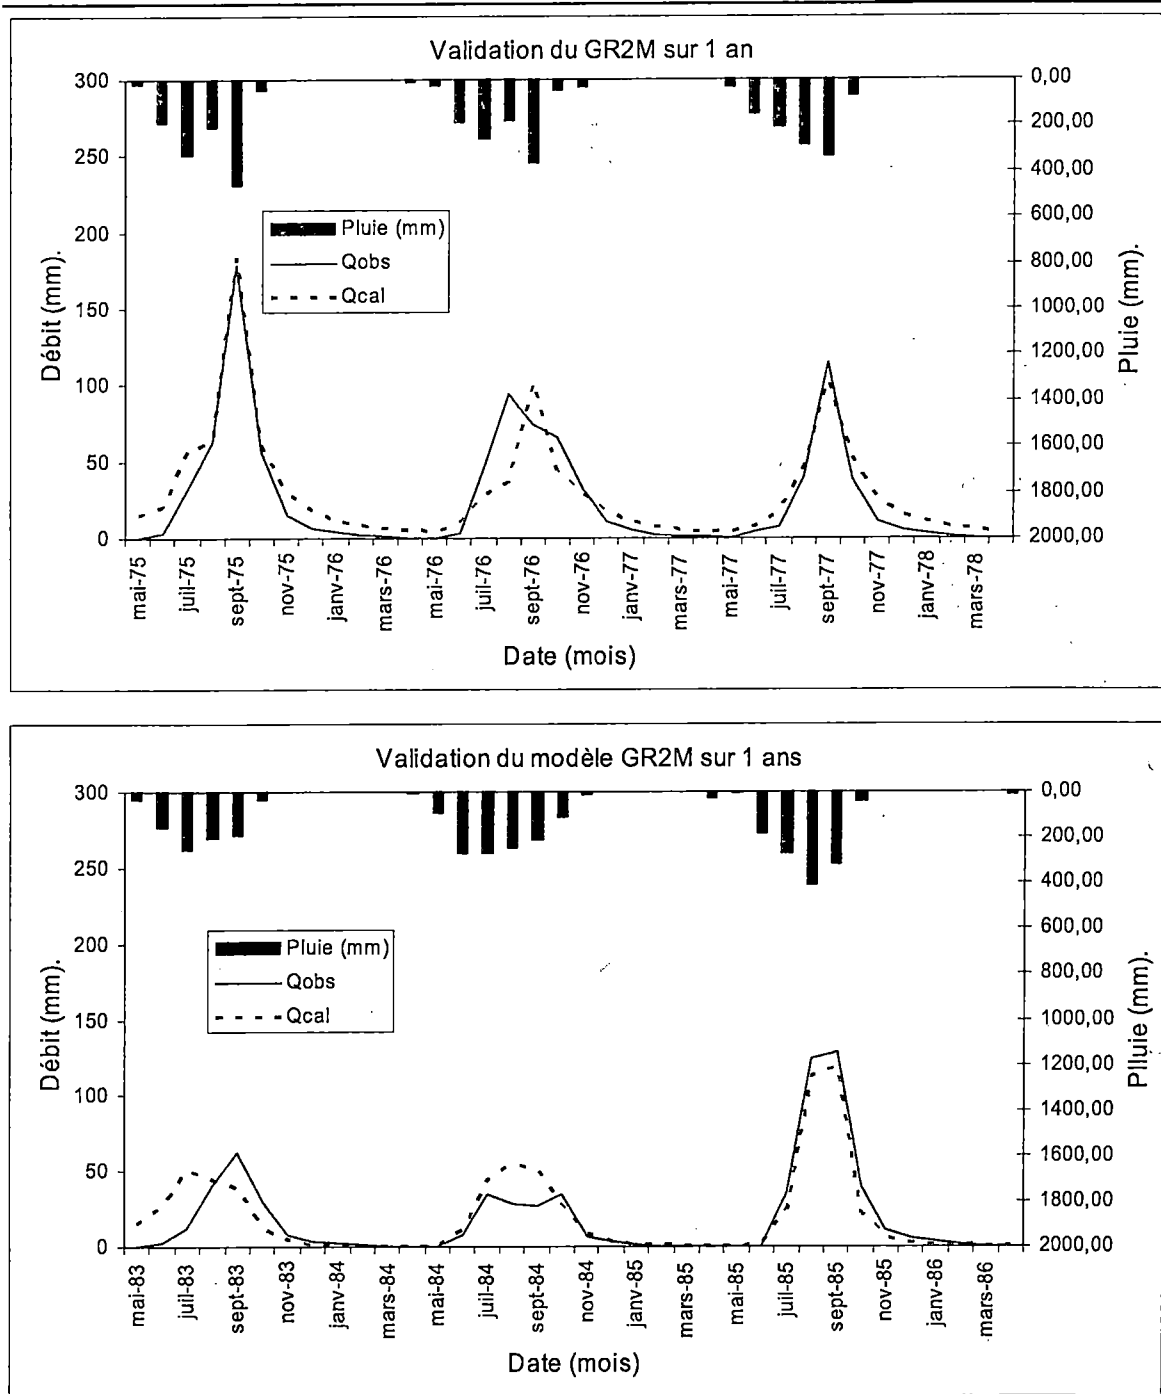 Validation du GR2M sur 1 an
300
250
200
150
100
50
0
Débit (mm).
0,00
200,00
400,00
600,00
800,00
1000,00
1200,00
1400,00
1600,00
1800,00
2000,00
Pluie (mm).
Pluie (mm)
Qobs
Qcal
mai-75
juil-75
sept-75
nov-75
janv-76
mars-76
mai-76
juil-76
sept-76
nov-76
janv-77
mars-77
mai-77
juil-77
sept-77
nov-77
janv-78
mars-78
Date (mois)
Validation du modèle GR2M sur 1 ans
300
250
200
150
100
50
0
Débit (mm).
0,00
200,00
400,00
600,00
800,00
1000,00
1200,00
1400,00
1600,00
1800,00
2000,00
Plluie (mm).
Pluie (mm)
Qobs
Qcal
mai-83
juil-83
sept-83
nov-83
janv-84
mars-84
mai-84
juil-84
sept-84
nov-84
janv-85
mars-85
mai-85
juil-85
sept-85
nov-85
janv-86
mars-86
Date (mois)